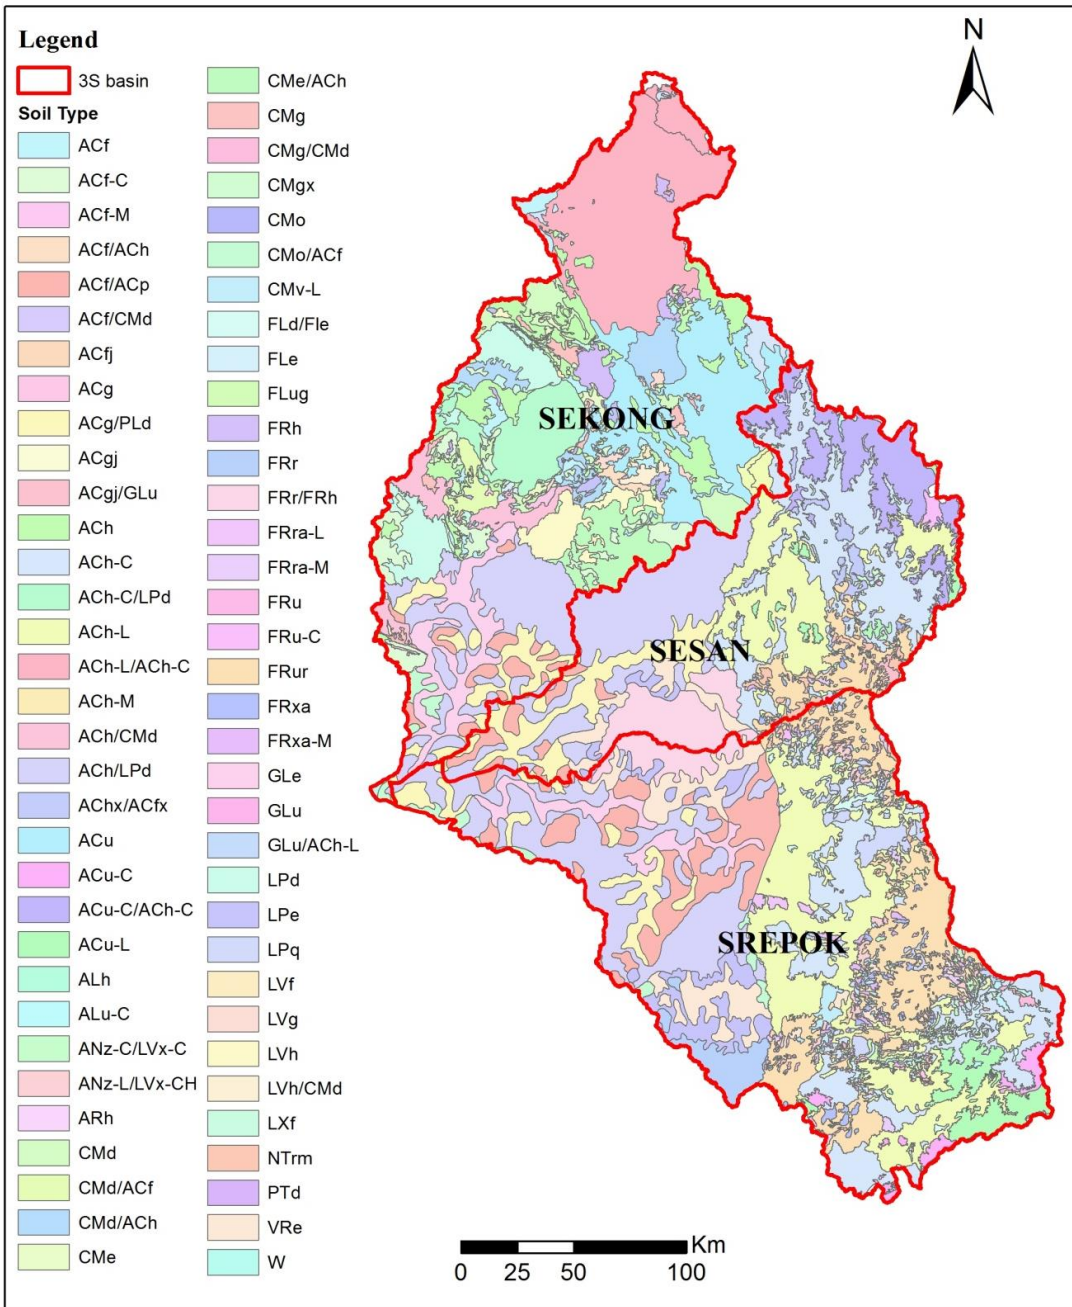 Legend
3S basin
Soil Type
ACf
ACf-C
ACf-M
ACf/ACh
ACf/ACp
ACf/CMd
ACfj
ACg
ACg/PLd
ACgj
ACgj/GLu
ACh
ACh-C
ACh-C/LPd
ACh-L
ACh-L/ACh-C
ACh-M
ACh/CMd
ACh/LPd
AChx/ACfx
ACu
ACu-C
ACu-C/ACh-C
ACu-L
ALh
ALu-C
ANz-C/LVx-C
ANz-L/LVx-CH
ARh
CMd
CMd/ACf
CMd/ACh
CMe
CMe/ACh
CMg
CMg/CMd
CMgx
CMo
CMo/ACf
CMv-L
FLd/Fle
FLe
FLug
FRh
FRr
FRr/FRh
FRra-L
FRra-M
FRu
FRu-C
FRur
FRxa
FRxa-M
GLe
GLu
GLu/ACh-L
LPd
LPe
LPq
LVf
LVg
LVh
LVh/CMd
LXf
NTrm
PTd
VRe
W
N
SEKONG
SESAN
SREPOK
Km
0 25 50 100